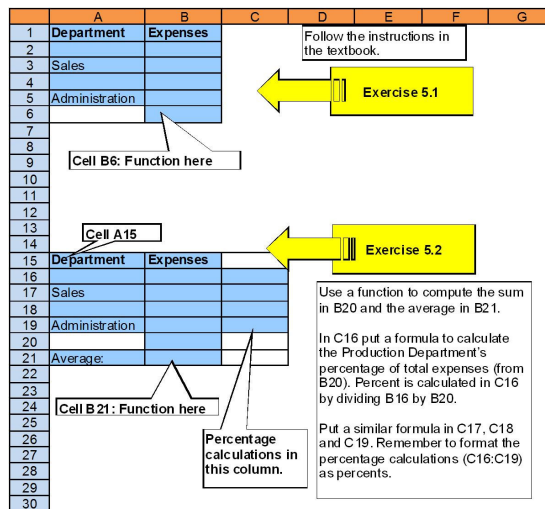 A B C D E F G
1 Department Expenses
2
3 Sales
4
5 Administration
6
7
8
9
10
11
12
13
14
Follow the instructions in
the textbook.
Exercise 5.1
Cell B6: Function here
Cell A15
Exercise 5.2
15 Department Expenses
16
17 Sales
18
19 Administration
20
21 Average:
22
23
24
25
26
27
28
29
30
Cell B21: Function here
Percentage
calculations in
this column.
Use a function to compute the sum
in B20 and the average in B21.
In C16 put a formula to calculate
the Production Department's
percentage of total expenses (from
B20). Percent is calculated in C16
by dividing B16 by B20.
Put a similar formula in C17, C18
and C19. Remember to format the
percentage calculations (C16:C19)
as percents.